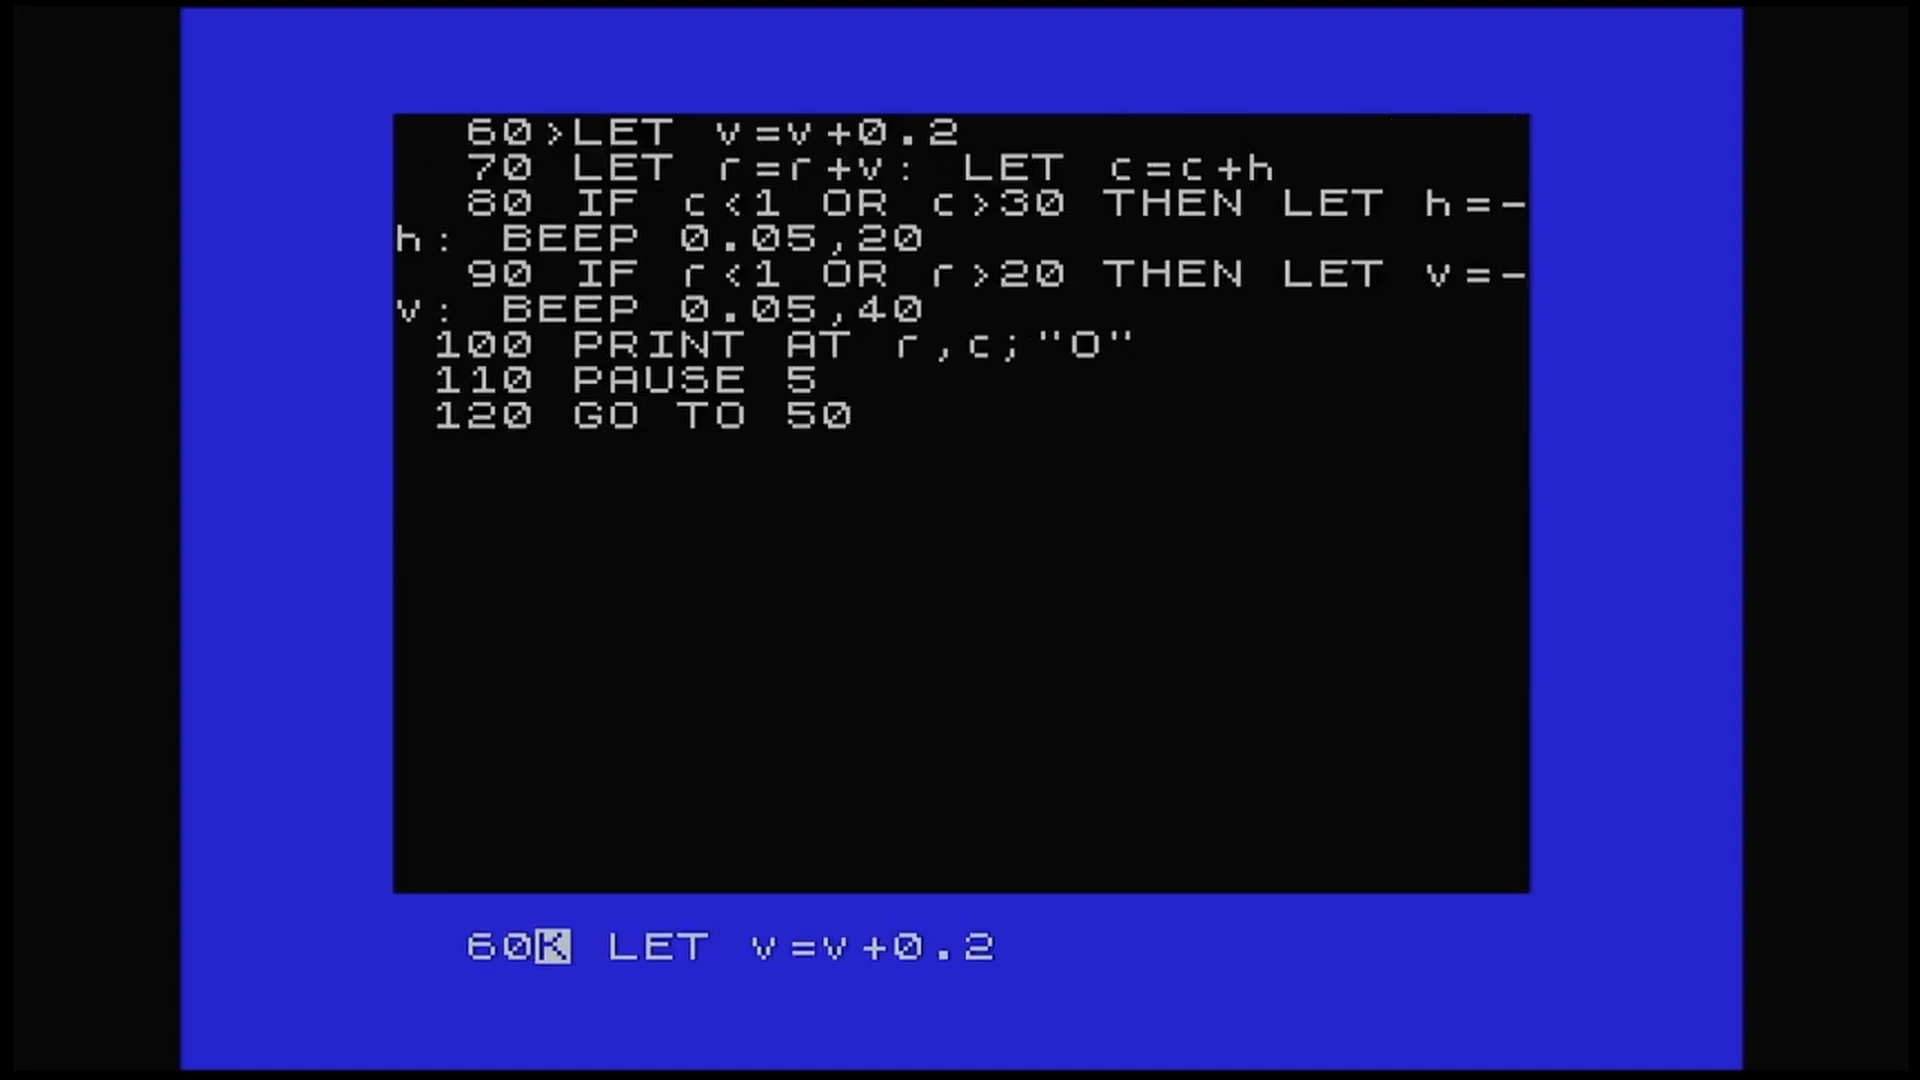 60>LET v=v+0.2
70 LET r=r+v: LET c=c+h
80 IF c<1 OR c>30 THEN LET h=-
h: BEEP 0.05,20
90 IF r<1 OR r>20 THEN LET v=-
v: BEEP 0.05,40
100 PRINT AT r,c;"O"
110 PAUSE 5
120 GO TO 50
60K LET v=v+0.2